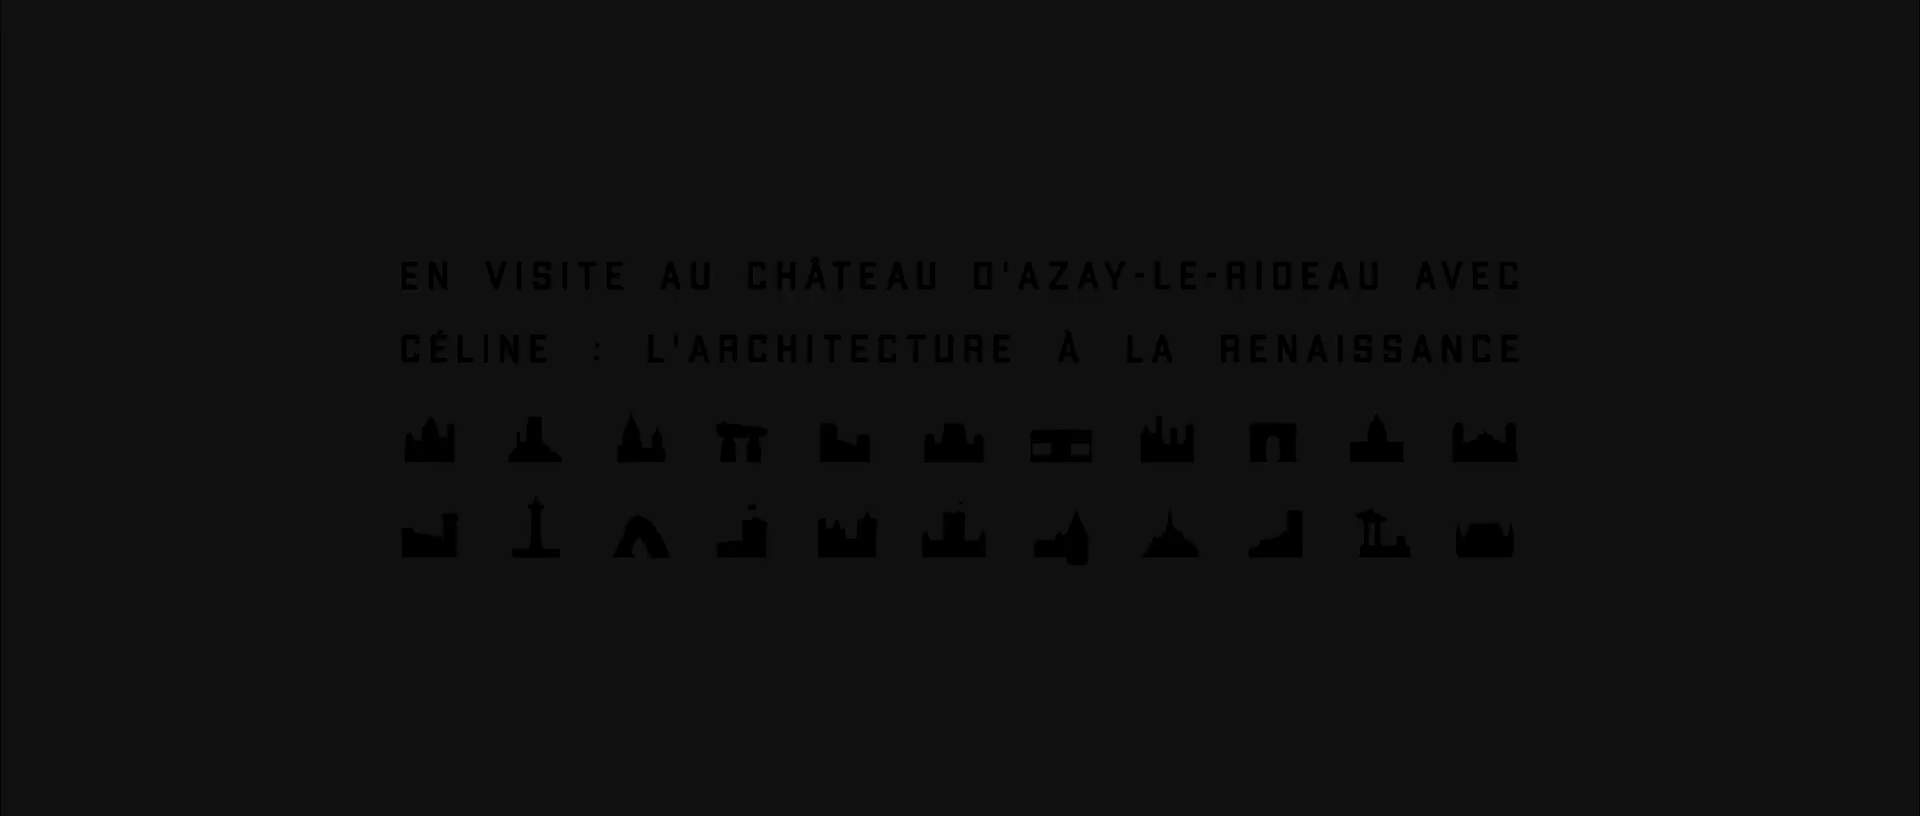 EN VISITE AU CHÂTEAU D'AZAY-LE-RIDEAU AVEC
CÉLINE : L'ARCHITECTURE À LA RENAISSANCE